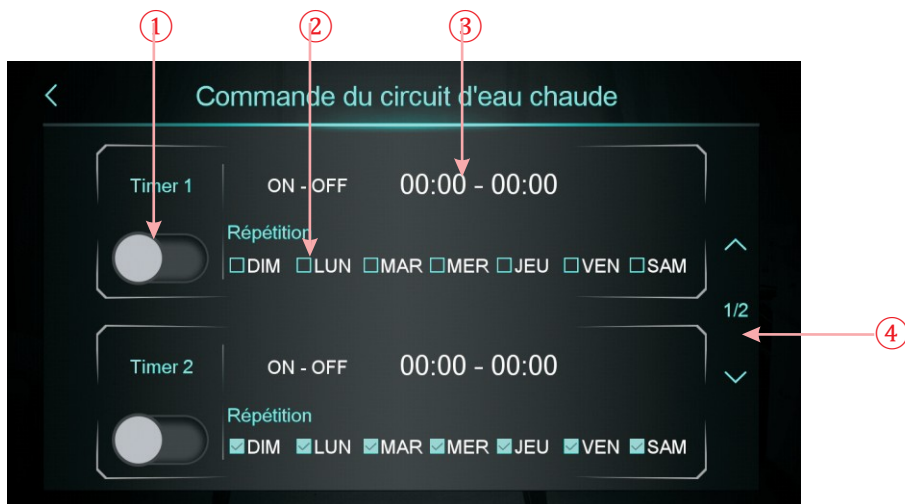 ① ② ③
Commande du circuit d'eau chaude
Timer 1 ON - OFF 00:00 - 00:00
Répétition
DIM LUN MAR MER JEU VEN SAM
1/2
④
Timer 2 ON - OFF 00:00 - 00:00
Répétition
DIM LUN MAR MER JEU VEN SAM